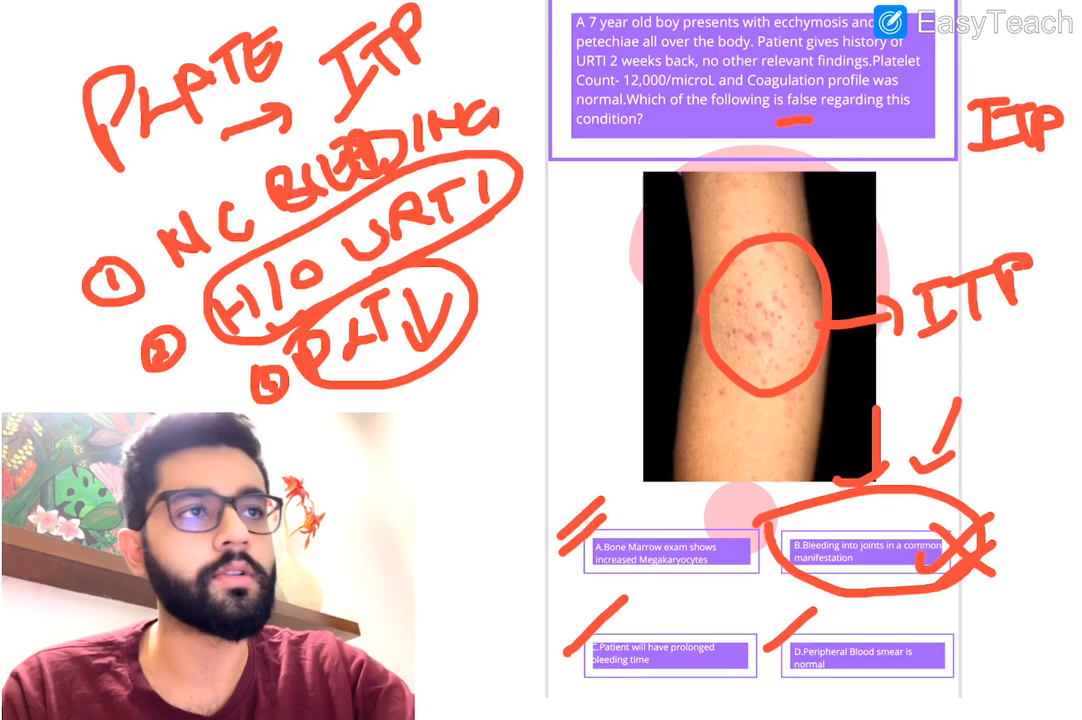 PLATE → ITP
① MC BLEEDING
② H/O URTI
③ PLT↓
EasyTeach
A 7 year old boy presents with ecchymosis and
petechiae all over the body. Patient gives history of
URTI 2 weeks back, no other relevant findings.Platelet
Count- 12,000/microL and Coagulation profile was
normal.Which of the following is false regarding this
condition?
ITP
ITP
A.Bone Marrow exam shows
increased Megakaryocytes
B.Bleeding into joints in a common
manifestation
C.Patient will have prolonged
bleeding time
D.Peripheral Blood smear is
normal